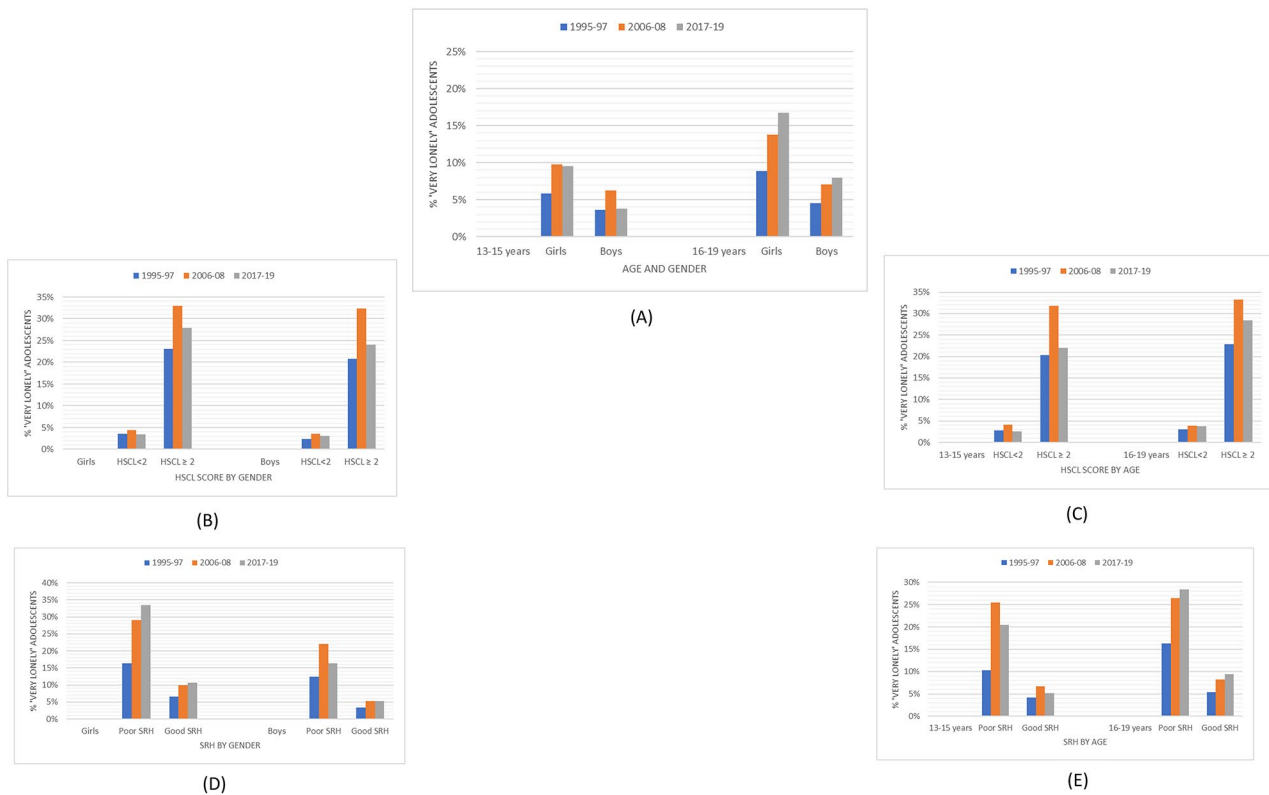 1995-97 2006-08 2017-19
25%
20%
15%
10%
5%
0%
% 'VERY LONELY' ADOLESCENTS
13-15 years Girls Boys 16-19 years Girls Boys
AGE AND GENDER
(A)
1995-97 2006-08 2017-19
35%
30%
25%
20%
15%
10%
5%
0%
% 'VERY LONELY' ADOLESCENTS
Girls HSCL<2 HSCL ≥ 2 Boys HSCL<2 HSCL ≥ 2
HSCL SCORE BY GENDER
(B)
1995-97 2006-08 2017-19
35%
30%
25%
20%
15%
10%
5%
0%
% 'VERY LONELY' ADOLESCENTS
13-15 years HSCL<2 HSCL ≥ 2 16-19 years HSCL<2 HSCL ≥ 2
HSCL SCORE BY AGE
(C)
1995-97 2006-08 2017-19
40%
35%
30%
25%
20%
15%
10%
5%
0%
% 'VERY LONELY' ADOLESCENTS
Girls Poor SRH Good SRH Boys Poor SRH Good SRH
SRH BY GENDER
(D)
1995-97 2006-08 2017-19
30%
25%
20%
15%
10%
5%
0%
% 'VERY LONELY' ADOLESCENTS
13-15 years Poor SRH Good SRH 16-19 years Poor SRH Good SRH
SRH BY AGE
(E)